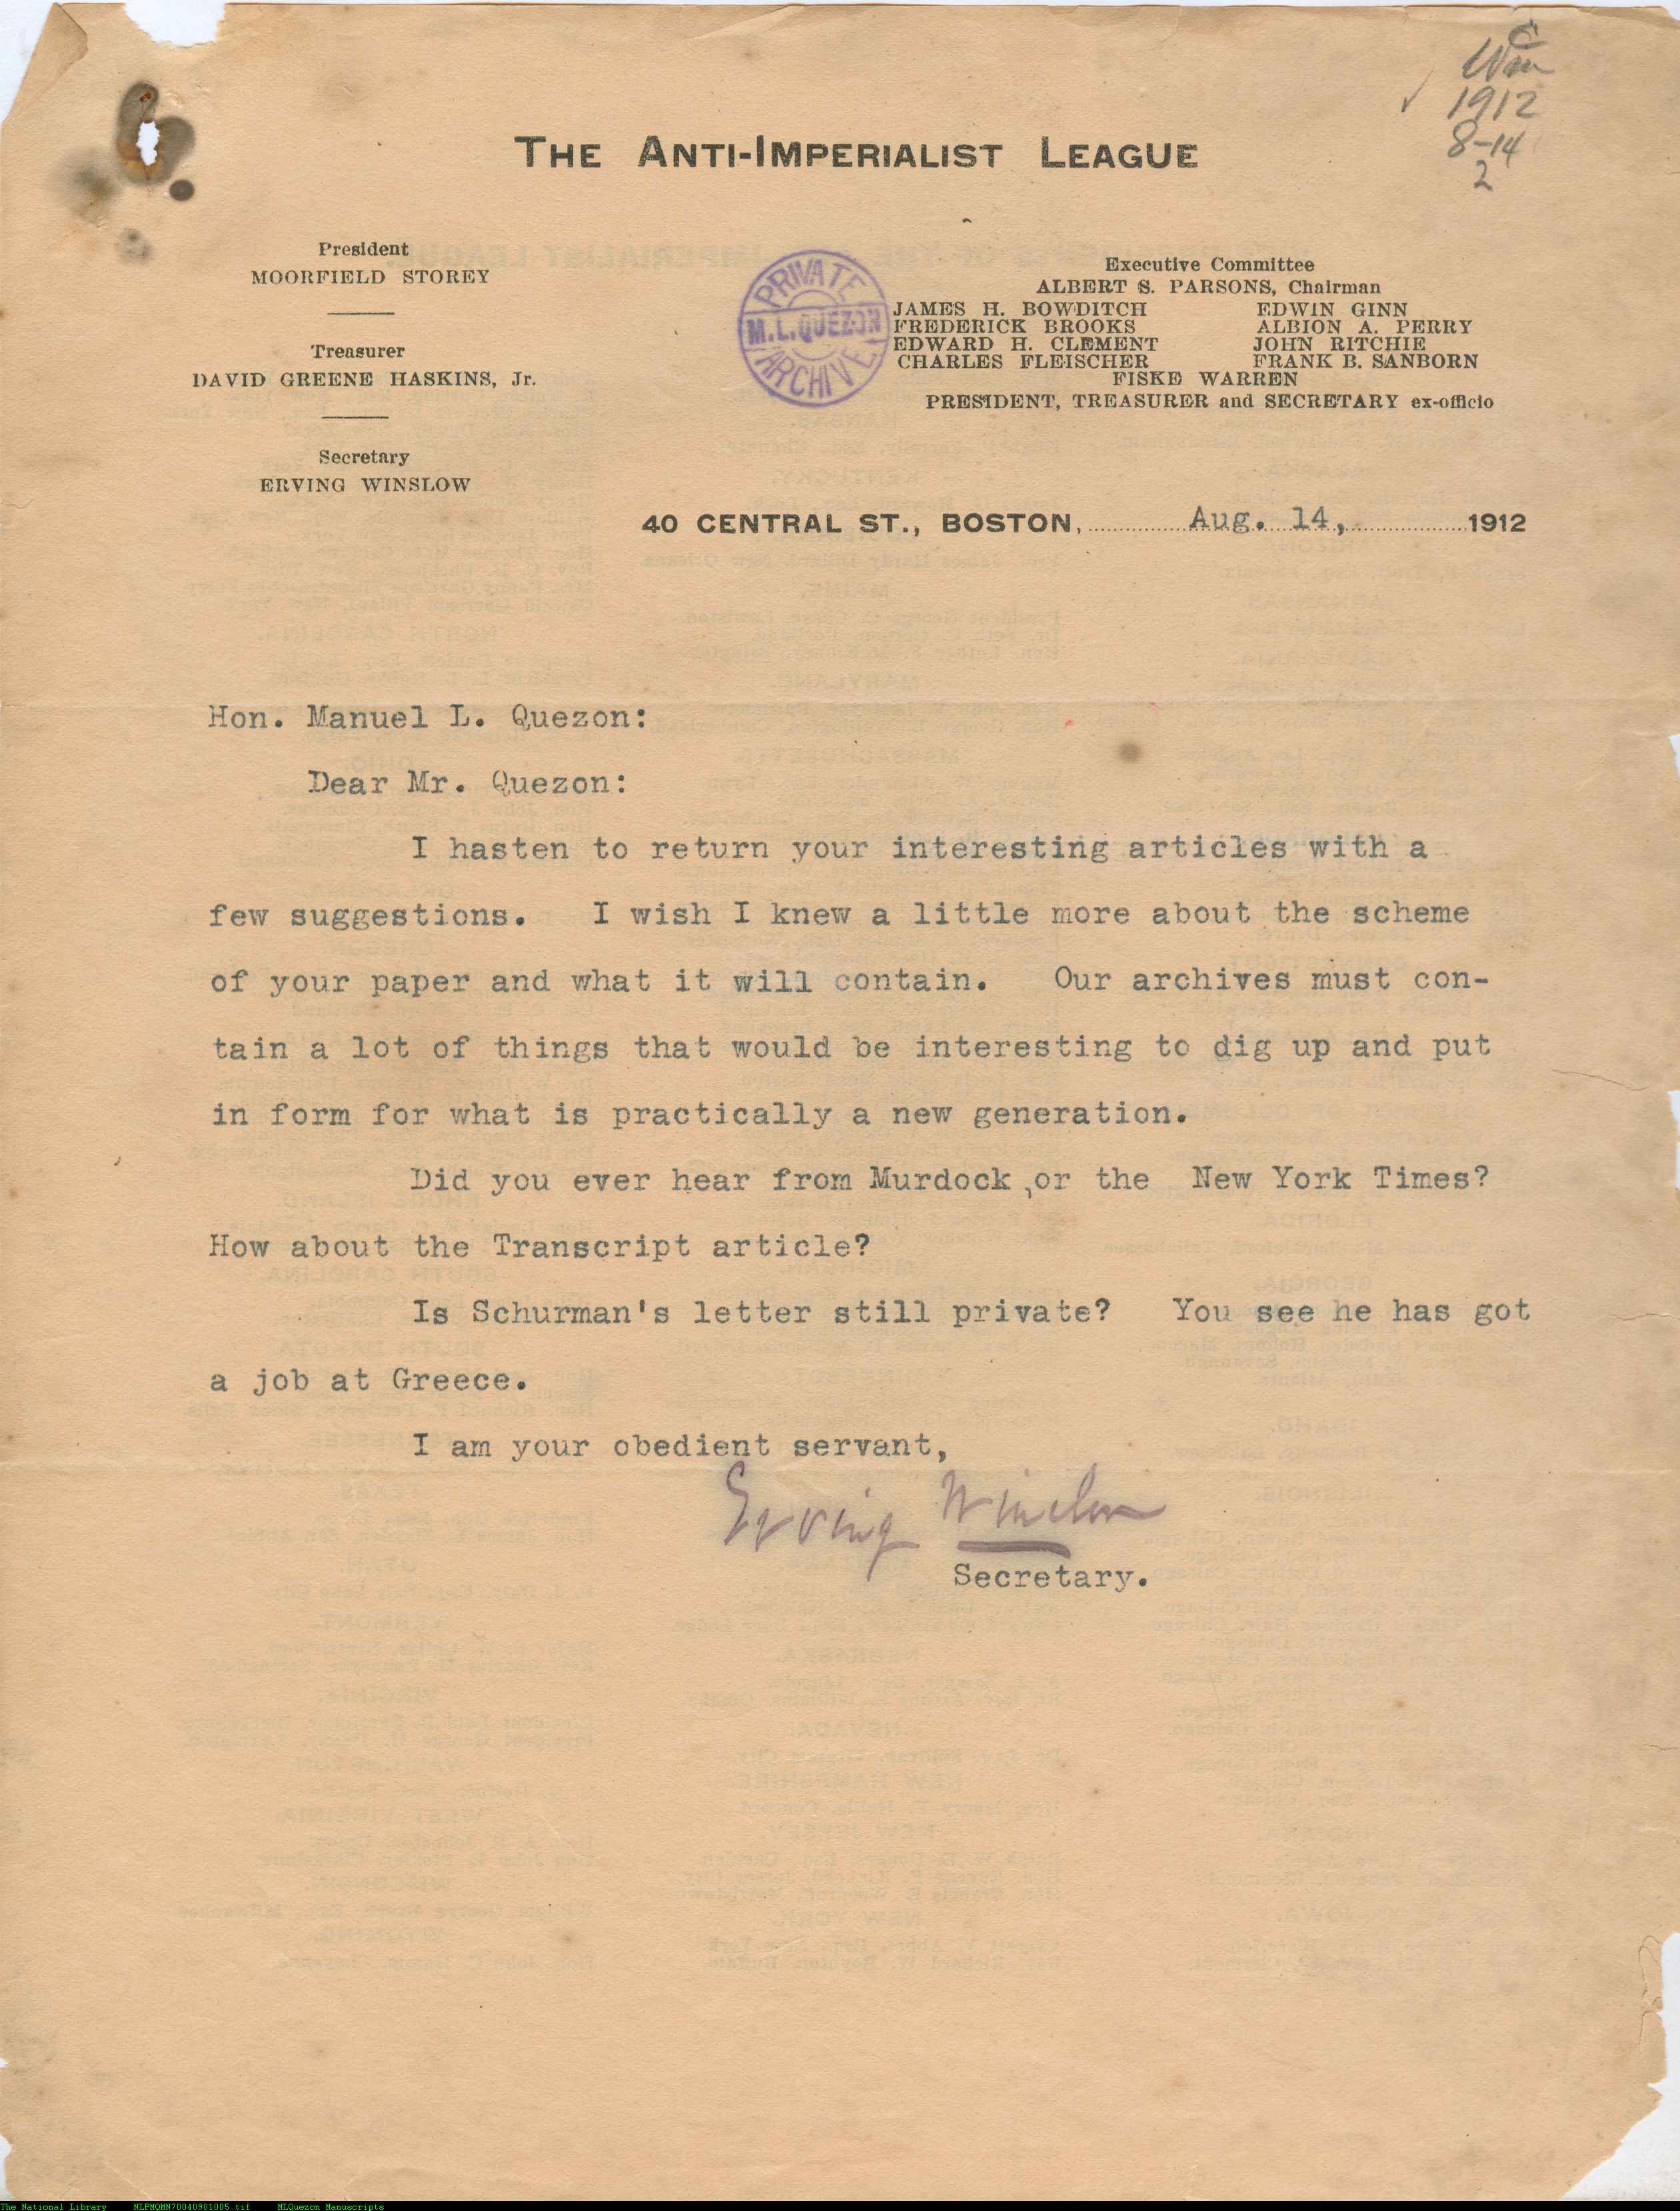 Wm
1912
8-14
2
THE ANTI-IMPERIALIST LEAGUE
President
MOORFIELD STOREY
Treasurer
DAVID GREENE HASKINS, Jr.
Secretary
ERVING WINSLOW
PRIVATE
M.L.QUEZON
ARCHIVE
Executive Committee
ALBERT S. PARSONS, Chairman
JAMES H. BOWDITCH EDWIN GINN
FREDERICK BROOKS ALBION A. PERRY
EDWARD H. CLEMENT JOHN RITCHIE
CHARLES FLEISCHER FRANK B. SANBORN
FISKE WARREN
PRESIDENT, TREASURER and SECRETARY ex-officio
40 CENTRAL ST., BOSTON, Aug. 14, 1912
Hon. Manuel L. Quezon:
Dear Mr. Quezon:
I hasten to return your interesting articles with a
few suggestions. I wish I knew a little more about the scheme
of your paper and what it will contain. Our archives must con-
tain a lot of things that would be interesting to dig up and put
in form for what is practically a new generation.
Did you ever hear from Murdock ,or the New York Times?
How about the Transcript article?
Is Schurman's letter still private? You see he has got
a job at Greece.
I am your obedient servant,
Erving Winslow
Secretary.
The National Library NLPMQMN70040901005.tif MLQuezon Manuscripts